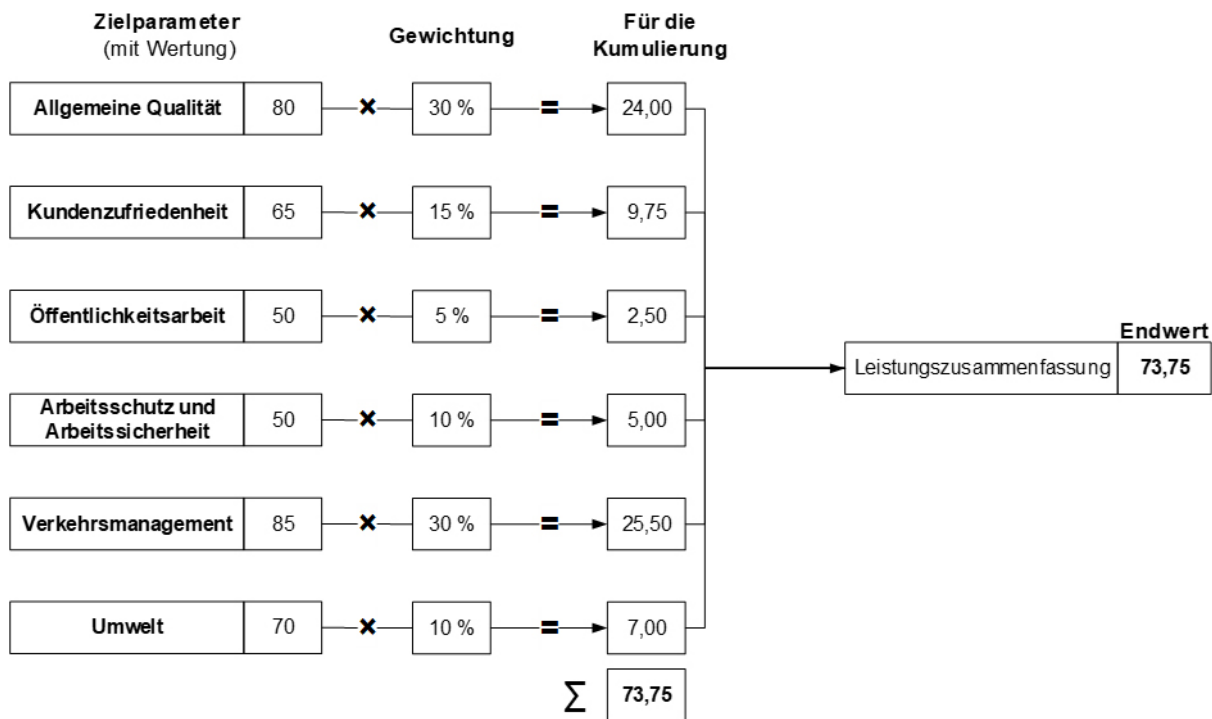 Zielparameter
(mit Wertung)
Gewichtung
Für die
Kumulierung
Allgemeine Qualität 80 × 30 % = 24,00
Kundenzufriedenheit 65 × 15 % = 9,75
Öffentlichkeitsarbeit 50 × 5 % = 2,50
Endwert
Leistungszusammenfassung 73,75
Arbeitsschutz und
Arbeitssicherheit 50 × 10 % = 5,00
Verkehrsmanagement 85 × 30 % = 25,50
Umwelt 70 × 10 % = 7,00
∑ 73,75